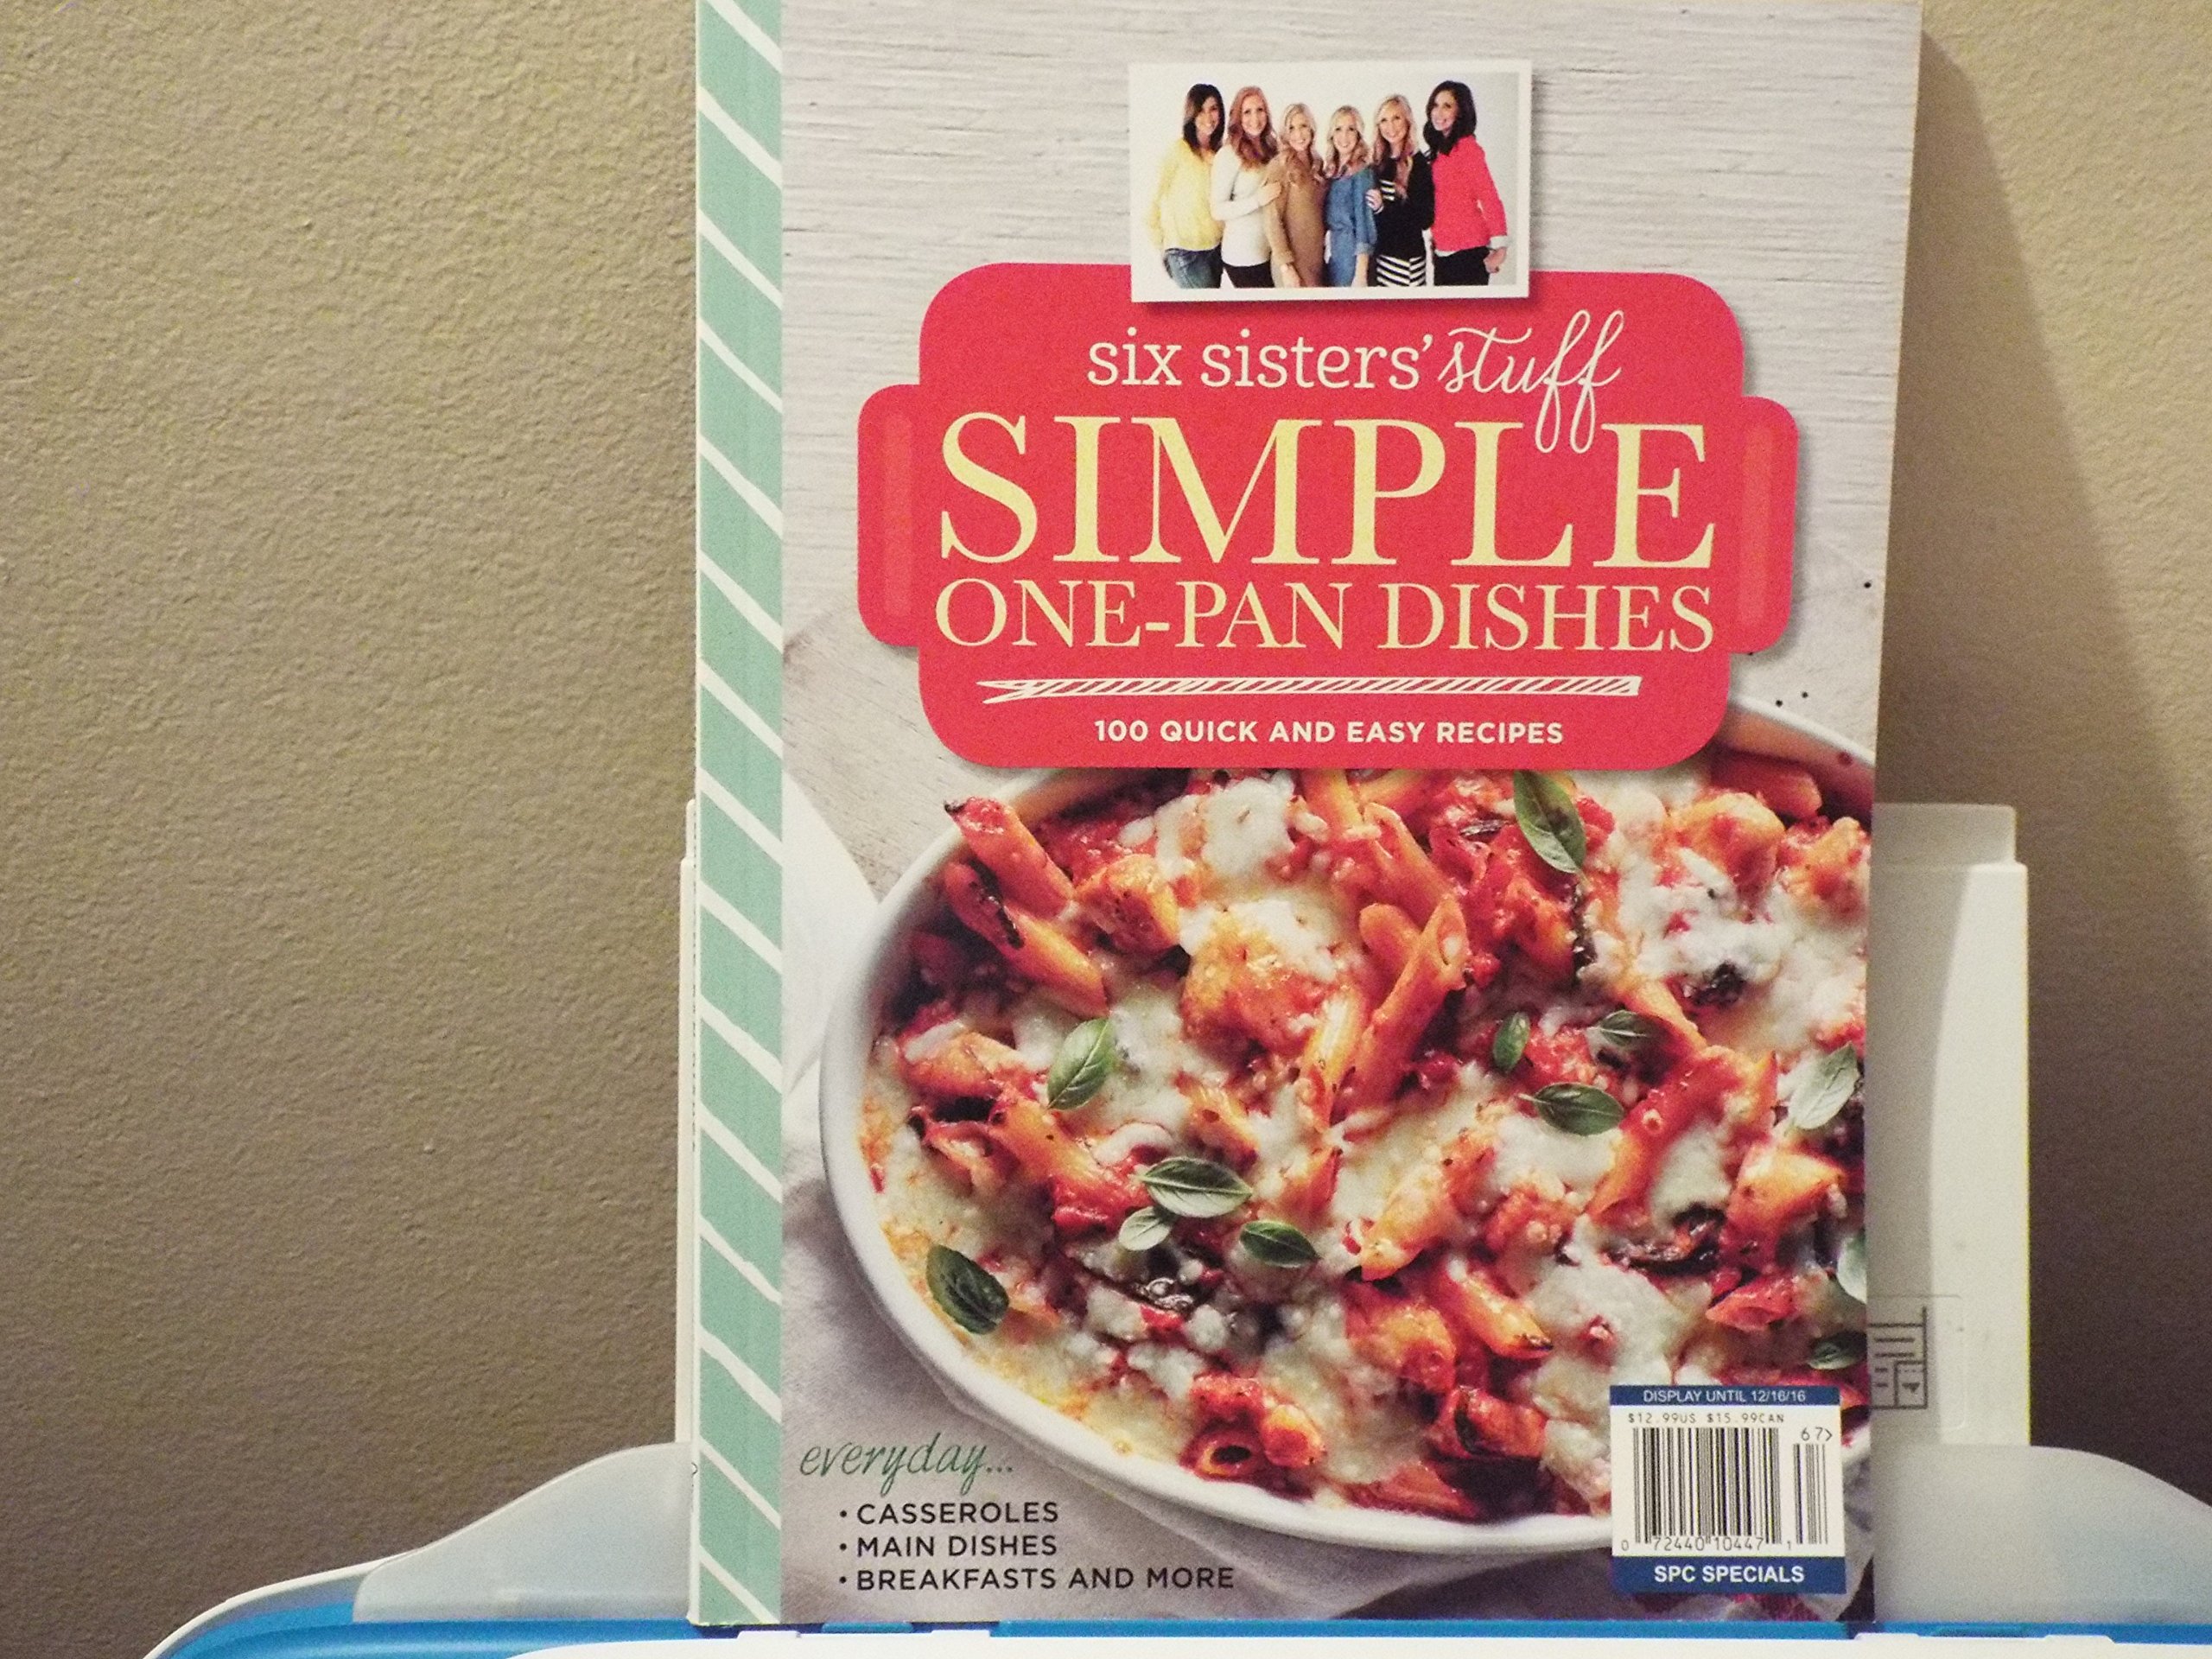 six sisters' stuff
SIMPLE
ONE-PAN DISHES
100 QUICK AND EASY RECIPES
everyday...
• CASSEROLES
• MAIN DISHES
• BREAKFASTS AND MORE
DISPLAY UNTIL 12/16/16
$12.99US $15.99CAN
67>
0 72440 10447 1
SPC SPECIALS